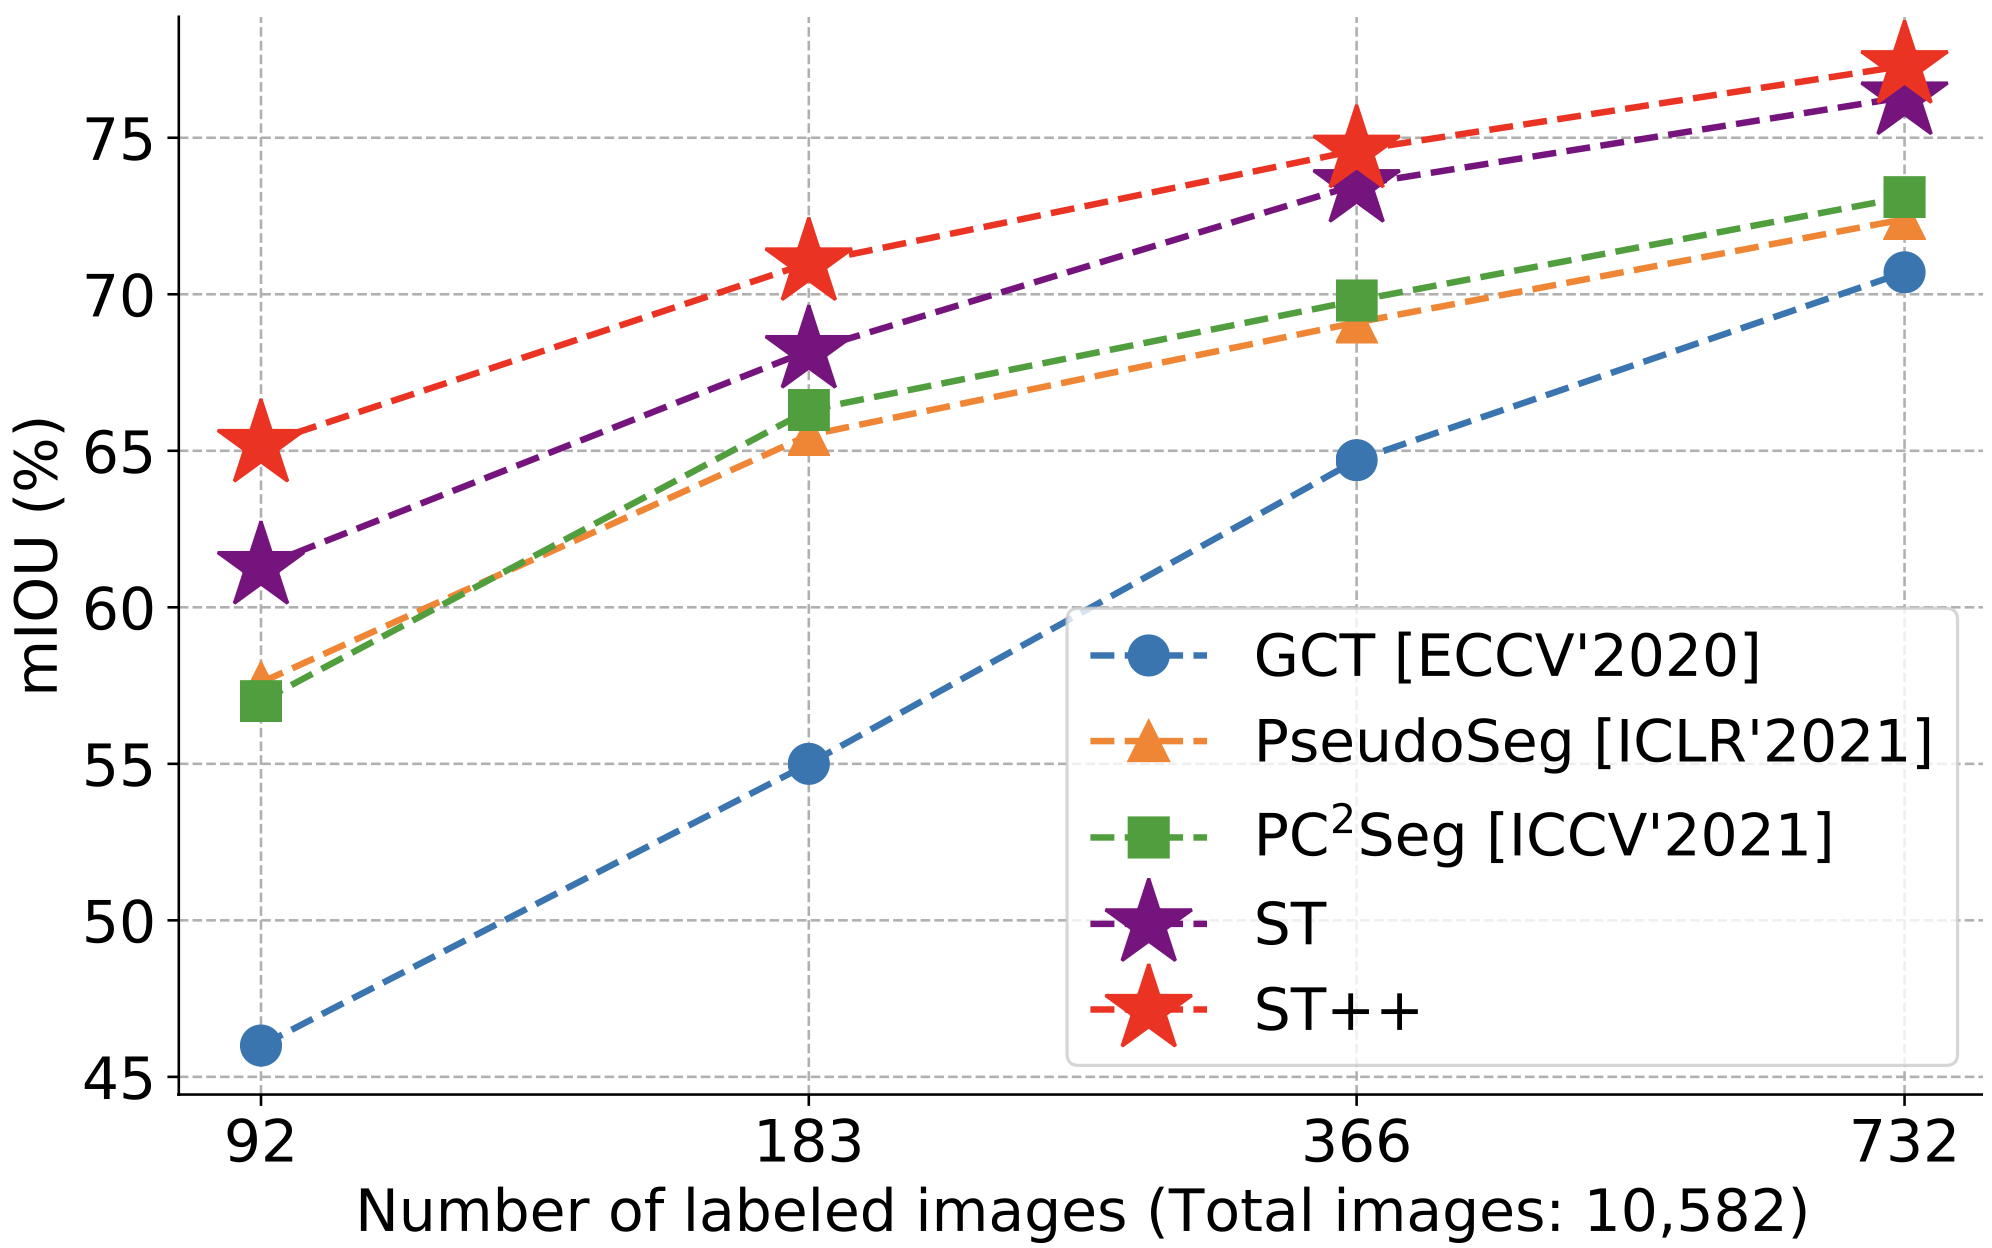 75
70
65
60
55
50
45
mIOU (%)
GCT [ECCV'2020]
PseudoSeg [ICLR'2021]
PC²Seg [ICCV'2021]
ST
ST++
92 183 366 732
Number of labeled images (Total images: 10,582)